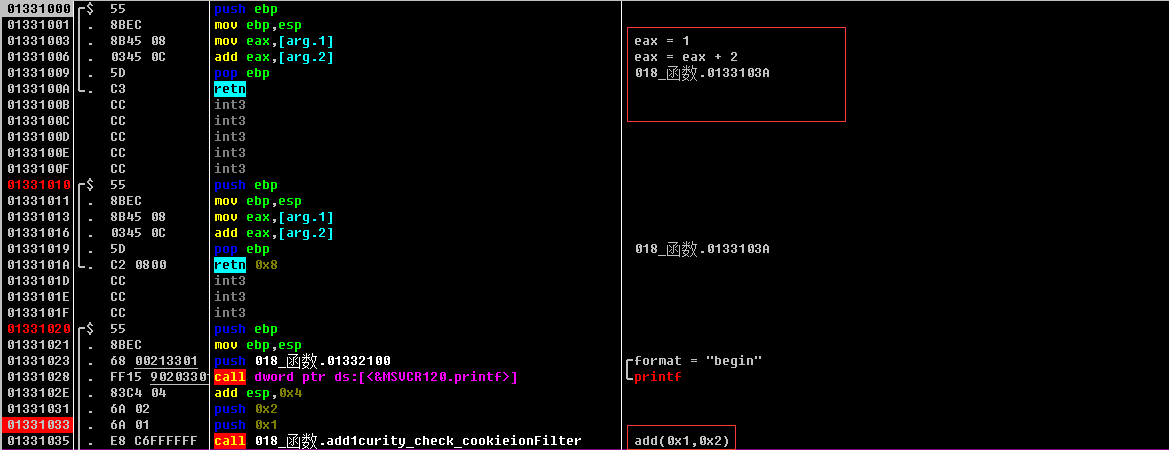 01331000 $ 55 push ebp
01331001 . 8BEC mov ebp,esp
01331003 . 8B45 08 mov eax,[arg.1] eax = 1
01331006 . 0345 0C add eax,[arg.2] eax = eax + 2
01331009 . 5D pop ebp 018_函数.0133103A
0133100A . C3 retn
0133100B CC int3
0133100C CC int3
0133100D CC int3
0133100E CC int3
0133100F CC int3
01331010 $ 55 push ebp
01331011 . 8BEC mov ebp,esp
01331013 . 8B45 08 mov eax,[arg.1]
01331016 . 0345 0C add eax,[arg.2]
01331019 . 5D pop ebp 018_函数.0133103A
0133101A . C2 0800 retn 0x8
0133101D CC int3
0133101E CC int3
0133101F CC int3
01331020 $ 55 push ebp
01331021 . 8BEC mov ebp,esp
01331023 . 68 00213301 push 018_函数.01332100 format = "begin"
01331028 . FF15 9020330 call dword ptr ds:[<&MSVCR120.printf>] printf
0133102E . 83C4 04 add esp,0x4
01331031 . 6A 02 push 0x2
01331033 . 6A 01 push 0x1
01331035 . E8 C6FFFFFF call 018_函数.add1curity_check_cookieionFilter add(0x1,0x2)